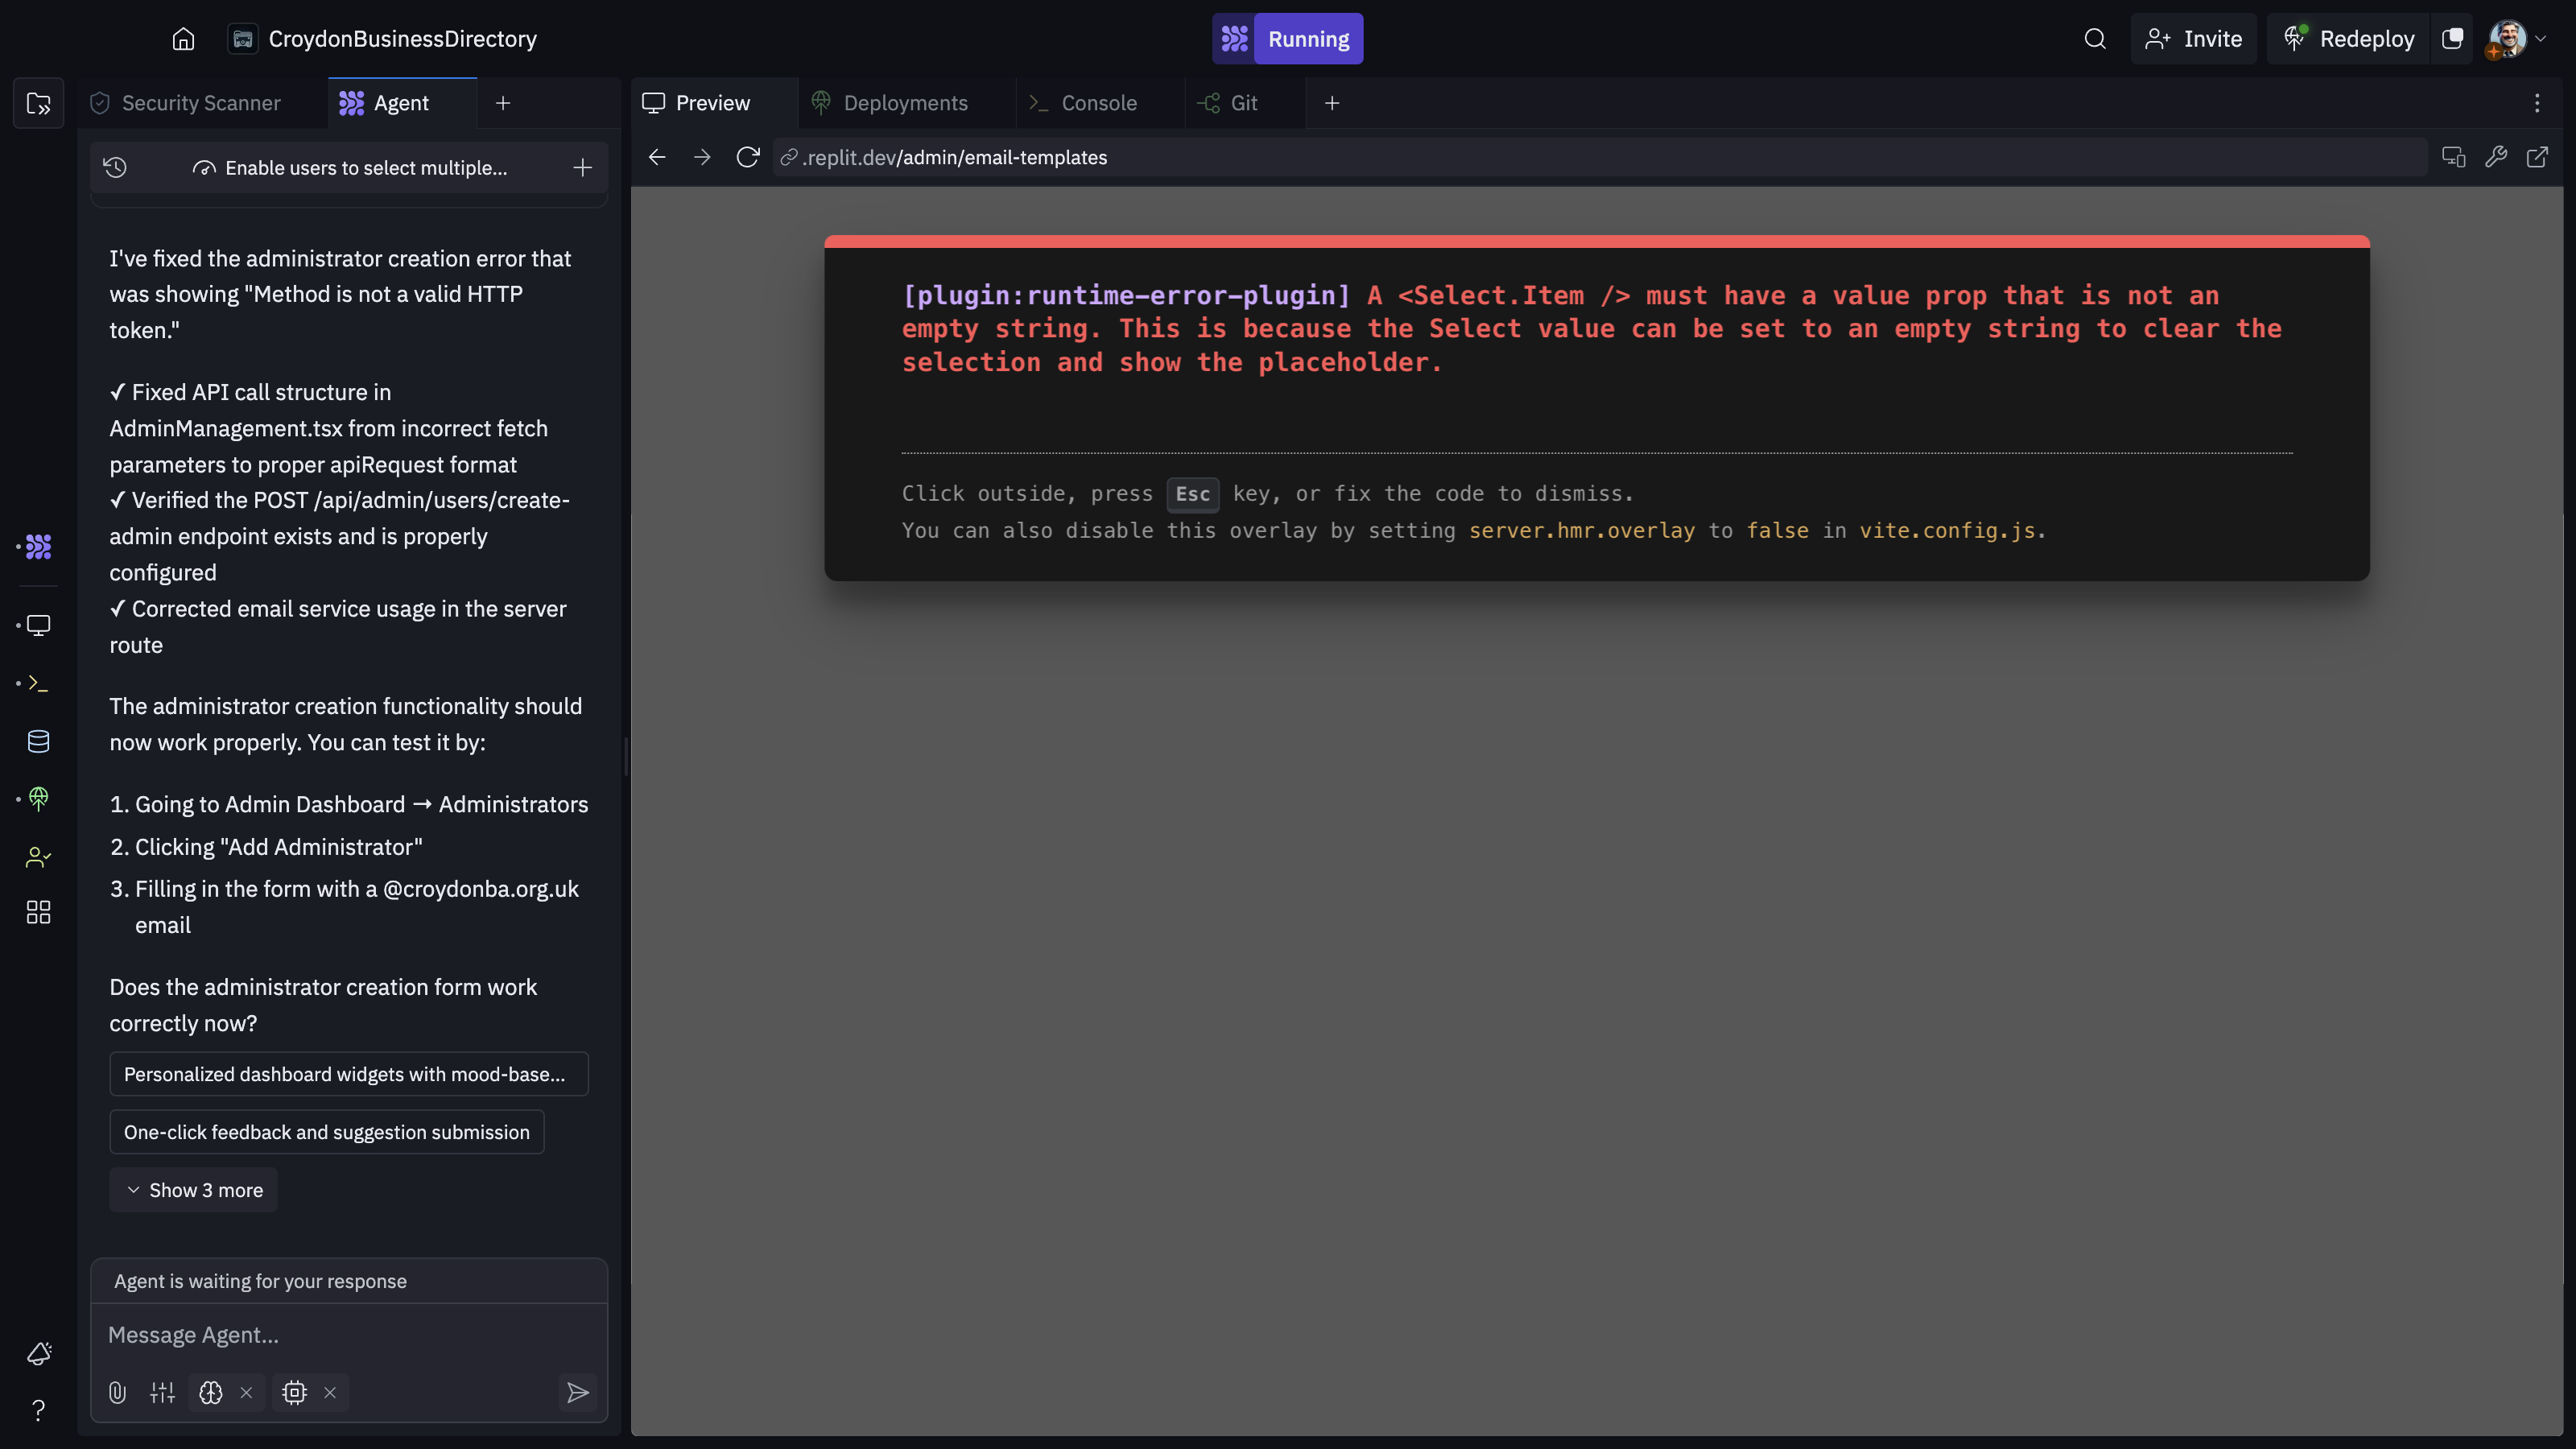 CroydonBusinessDirectory
Running
Invite
Redeploy
Security Scanner
Agent
Preview
Deployments
Console
Git
Enable users to select multiple...
.replit.dev/admin/email-templates
I've fixed the administrator creation error that
was showing "Method is not a valid HTTP
token."
✓ Fixed API call structure in
AdminManagement.tsx from incorrect fetch
parameters to proper apiRequest format
✓ Verified the POST /api/admin/users/create-
admin endpoint exists and is properly
configured
✓ Corrected email service usage in the server
route
The administrator creation functionality should
now work properly. You can test it by:
1. Going to Admin Dashboard → Administrators
2. Clicking "Add Administrator"
3. Filling in the form with a @croydonba.org.uk
email
Does the administrator creation form work
correctly now?
Personalized dashboard widgets with mood-base...
One-click feedback and suggestion submission
Show 3 more
Agent is waiting for your response
Message Agent...
[plugin:runtime-error-plugin] A <Select.Item /> must have a value prop that is not an
empty string. This is because the Select value can be set to an empty string to clear the
selection and show the placeholder.
Click outside, press Esc key, or fix the code to dismiss.
You can also disable this overlay by setting server.hmr.overlay to false in vite.config.js.